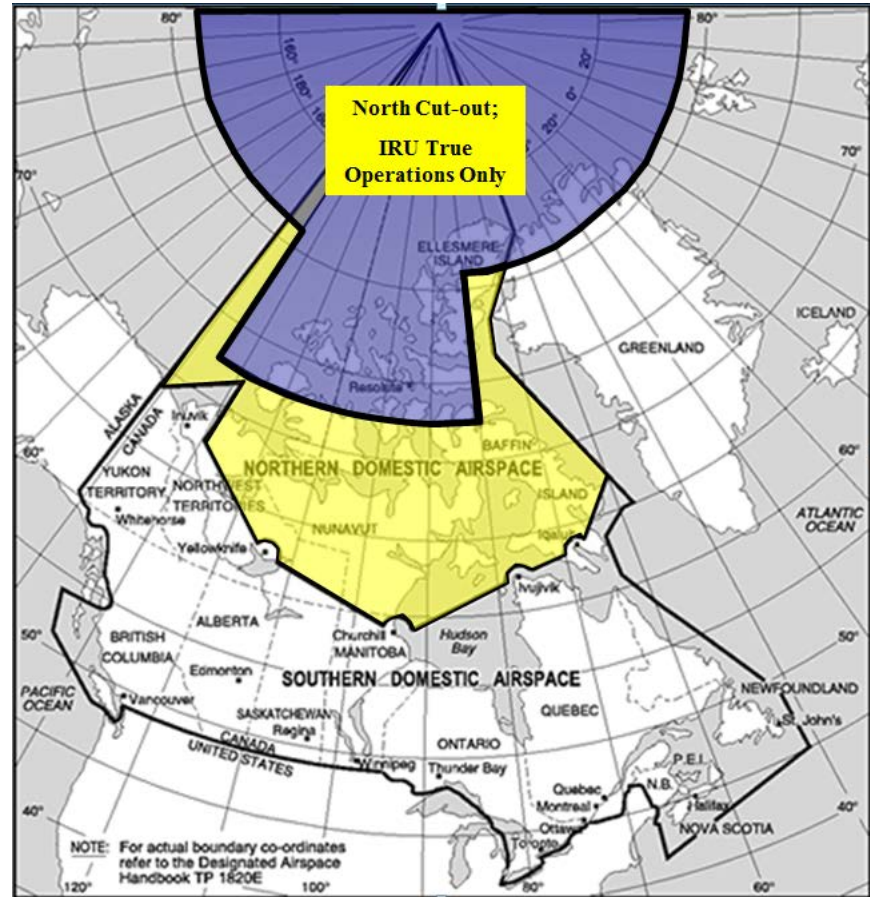 80°
80°
160°
180°
160°
20°
0°
20°
North Cut-out;
IRU True
Operations Only
70°
70°
ELLESMERE
ISLAND
ICELAND
GREENLAND
Resolute
ALASKA
CANADA
Inuvik
BAFFIN
60°
60°
YUKON
TERRITORY
NORTHERN DOMESTIC AIRSPACE
NORTHWEST
TERRITORIES
ISLAND
Whitehorse
NUNAVUT
ATLANTIC
OCEAN
Yellowknife
Iqaluit
Ivujivik
50°
50°
ALBERTA
BRITISH
COLUMBIA
Churchill
MANITOBA
Hudson
Bay
Edmonton
SOUTHERN DOMESTIC AIRSPACE
PACIFIC
OCEAN
Vancouver
NEWFOUNDLAND
St. John's
SASKATCHEWAN
Regina
QUEBEC
CANADA
UNITED STATES
ONTARIO
Winnipeg
Thunder Bay
P.E.I.
N.B.
Quebec
Montreal
Halifax
40°
40°
Ottawa
Toronto
NOVA SCOTIA
NOTE: For actual boundary co-ordinates
refer to the Designated Airspace
Handbook TP 1820E
120°
100°
80°
60°